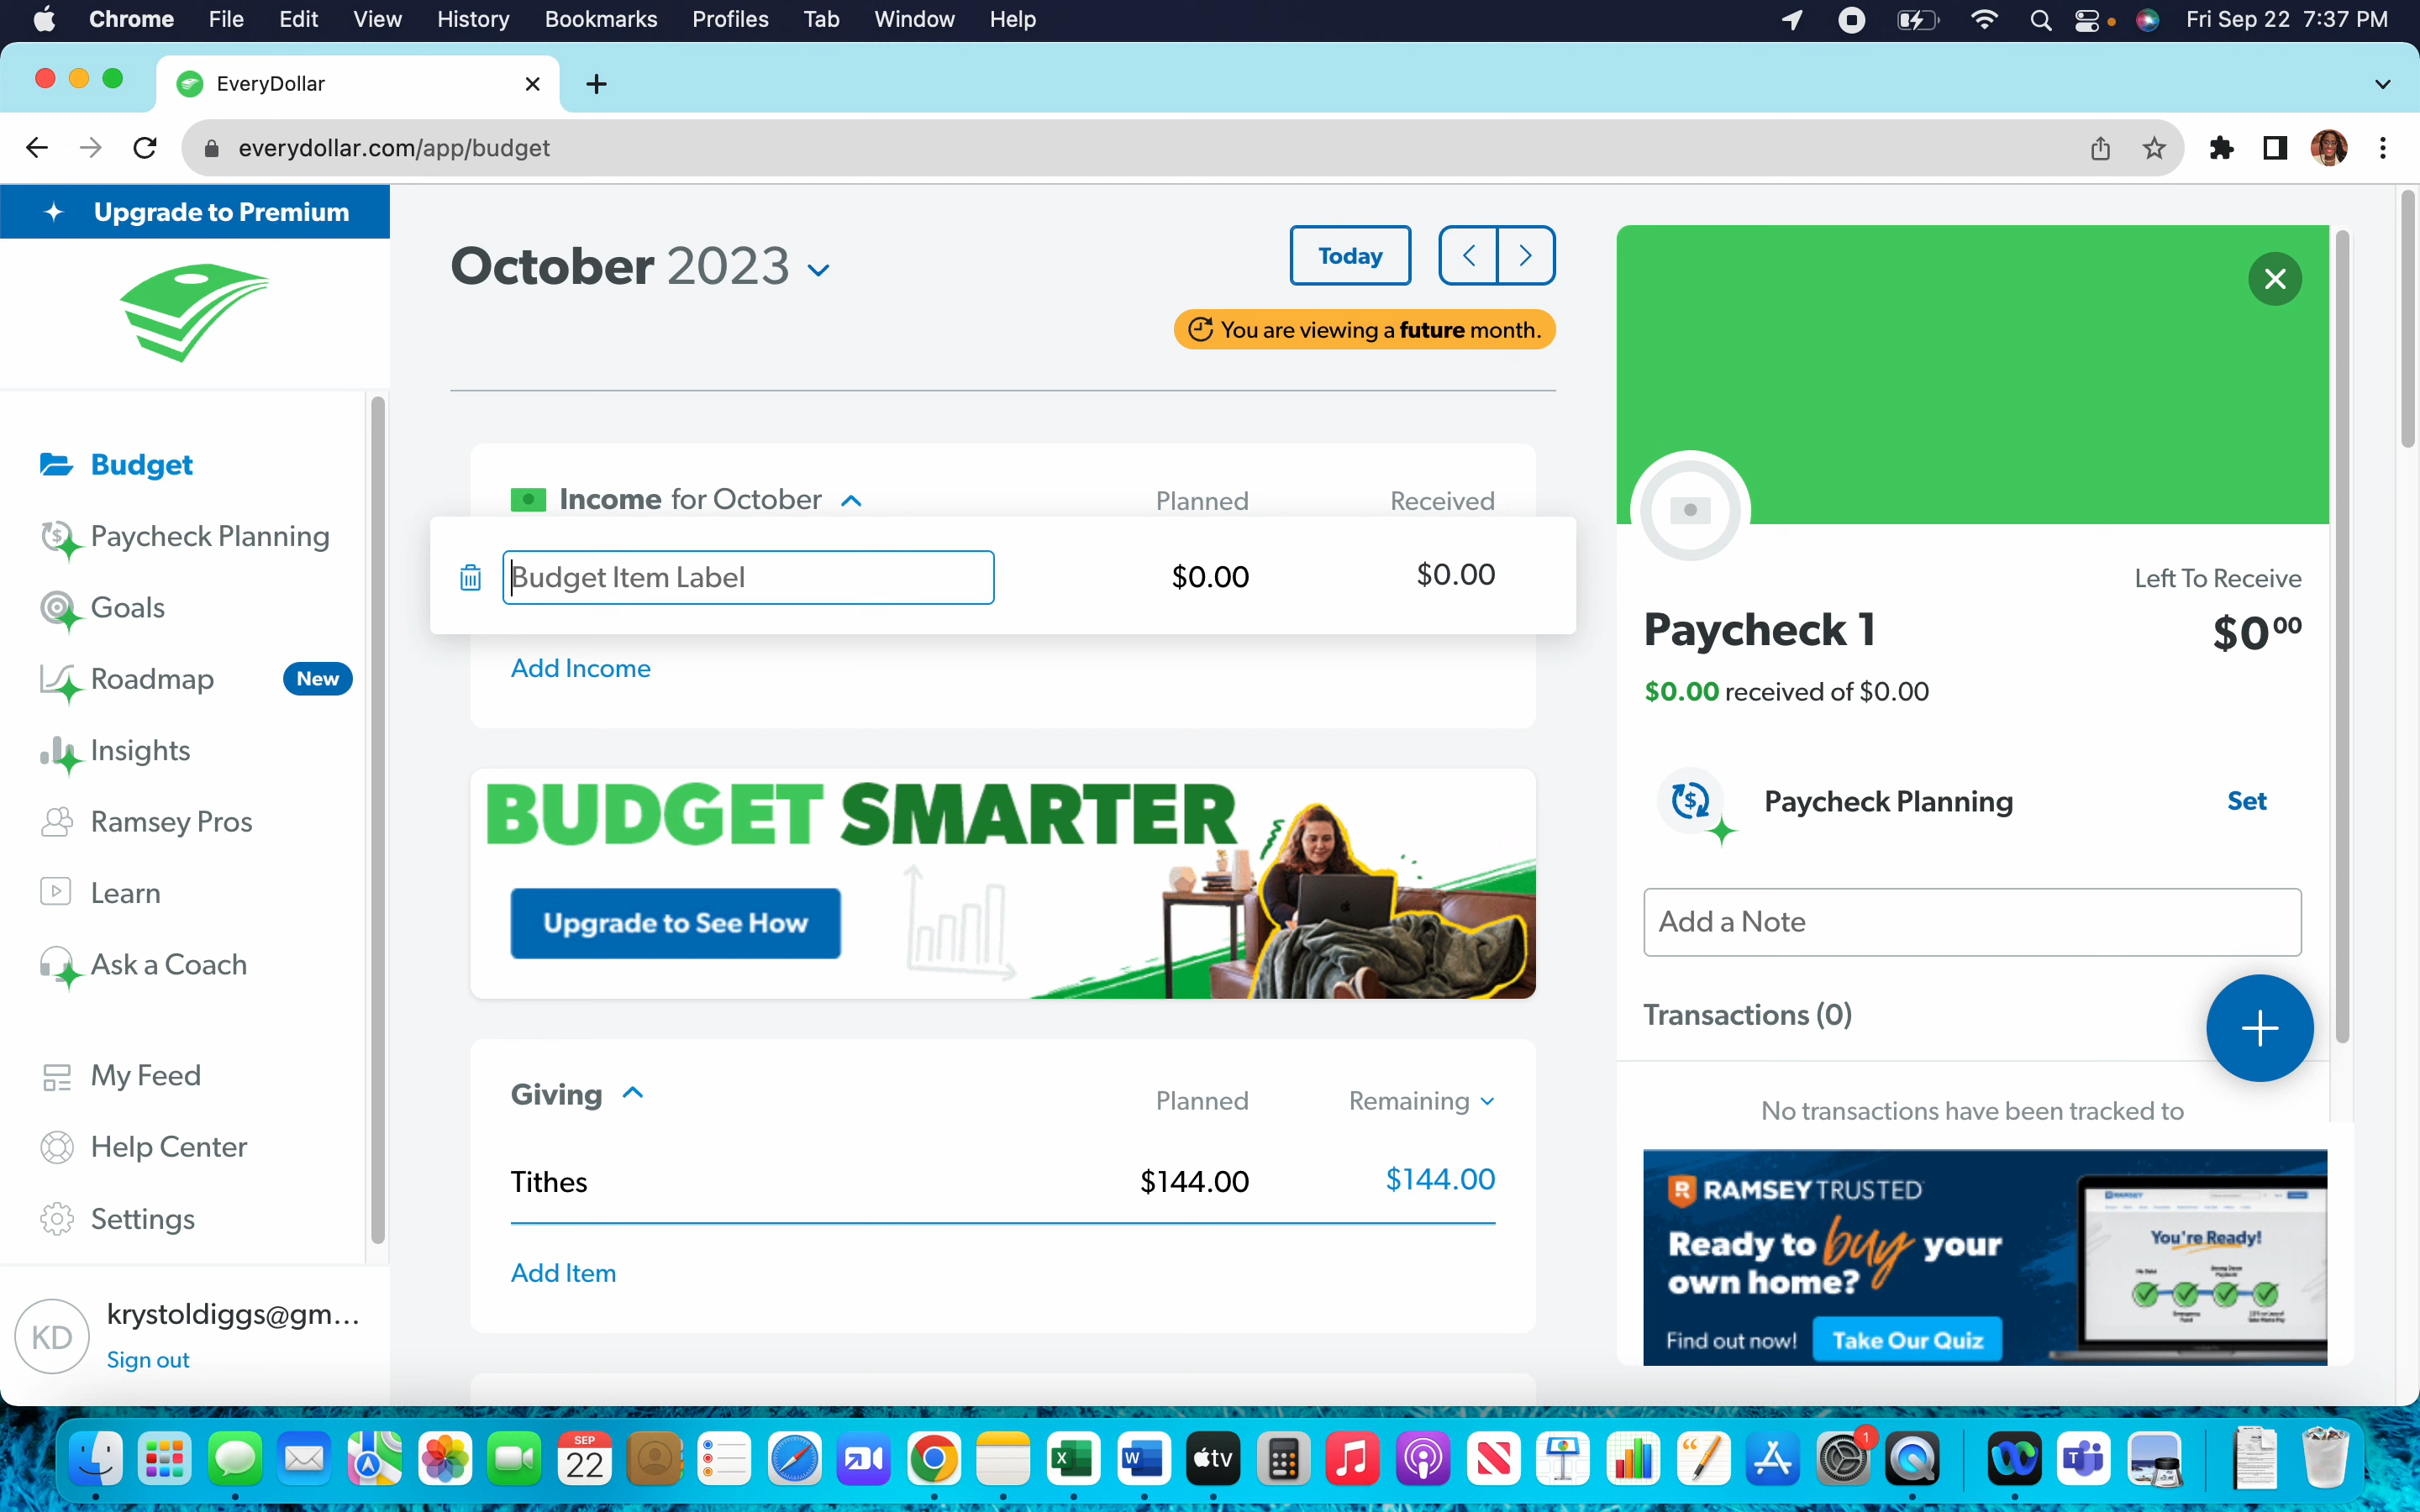 Chrome File Edit View History Bookmarks Profiles Tab Window Help Fri Sep 22 7:37 PM
EveryDollar
everydollar.com/app/budget
Upgrade to Premium
Budget
Paycheck Planning
Goals
Roadmap New
Insights
Ramsey Pros
Learn
Ask a Coach
My Feed
Help Center
Settings
KD krystoldiggs@gm...
Sign out
October 2023
Today
You are viewing a future month.
Income for October Planned Received
Budget Item Label $0.00 $0.00
Add Income
BUDGET SMARTER
Upgrade to See How
Giving Planned Remaining
Tithes $144.00 $144.00
Add Item
Left To Receive
Paycheck 1 $0⁰⁰
$0.00 received of $0.00
Paycheck Planning Set
Add a Note
Transactions (0)
No transactions have been tracked to
R RAMSEYTRUSTED
Ready to buy your
own home?
Find out now! Take Our Quiz
You're Ready!
SEP
22
tv
1